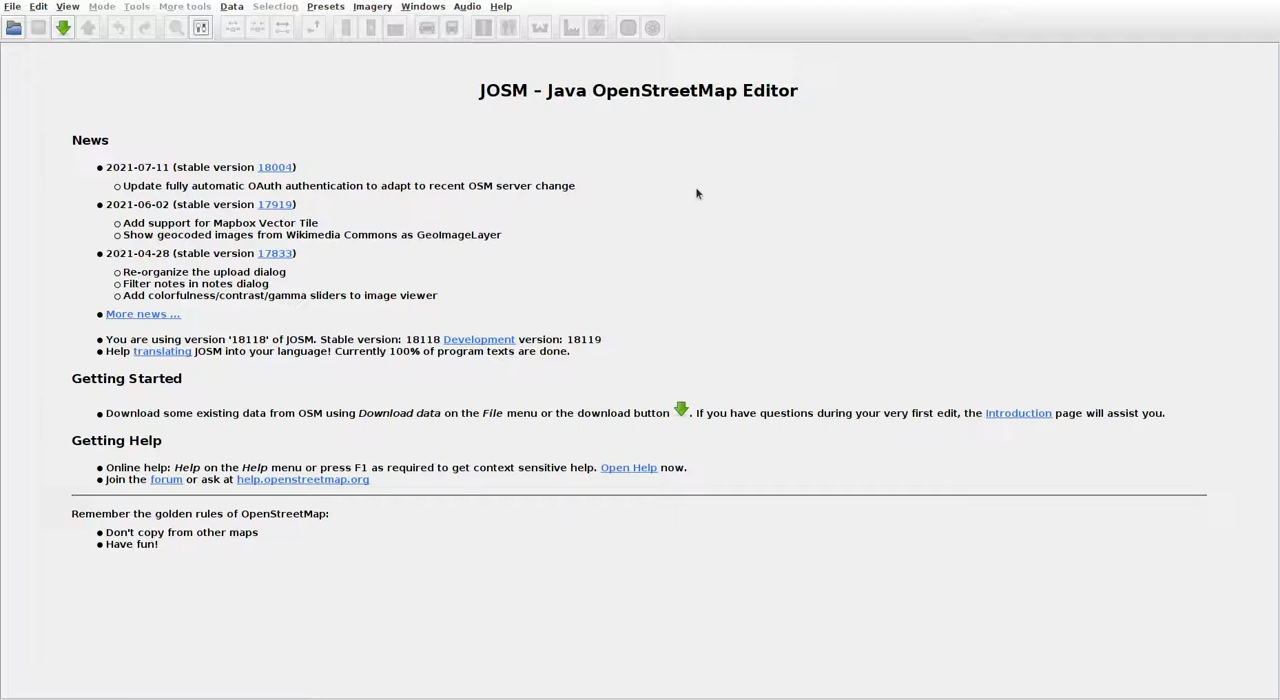 File Edit View Mode Tools More tools Data Selection Presets Imagery Windows Audio Help
JOSM – Java OpenStreetMap Editor
News
2021-07-11 (stable version 18004)
Update fully automatic OAuth authentication to adapt to recent OSM server change
2021-06-02 (stable version 17919)
Add support for Mapbox Vector Tile
Show geocoded images from Wikimedia Commons as GeoImageLayer
2021-04-28 (stable version 17833)
Re-organize the upload dialog
Filter notes in notes dialog
Add colorfulness/contrast/gamma sliders to image viewer
More news ...
You are using version '18118' of JOSM. Stable version: 18118 Development version: 18119
Help translating JOSM into your language! Currently 100% of program texts are done.
Getting Started
Download some existing data from OSM using Download data on the File menu or the download button . If you have questions during your very first edit, the Introduction page will assist you.
Getting Help
Online help: Help on the Help menu or press F1 as required to get context sensitive help. Open Help now.
Join the forum or ask at help.openstreetmap.org
Remember the golden rules of OpenStreetMap:
Don't copy from other maps
Have fun!